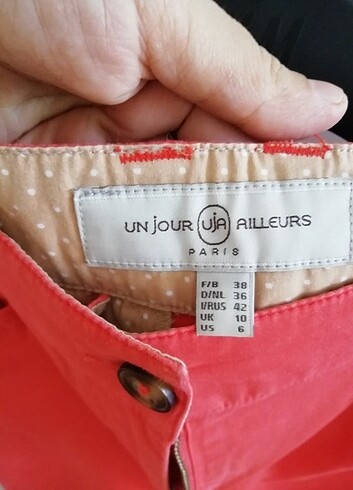 UN JOUR UJA AILLEURS
PARIS
F/B 38
D/NL 36
I/RUS 42
UK 10
US 6